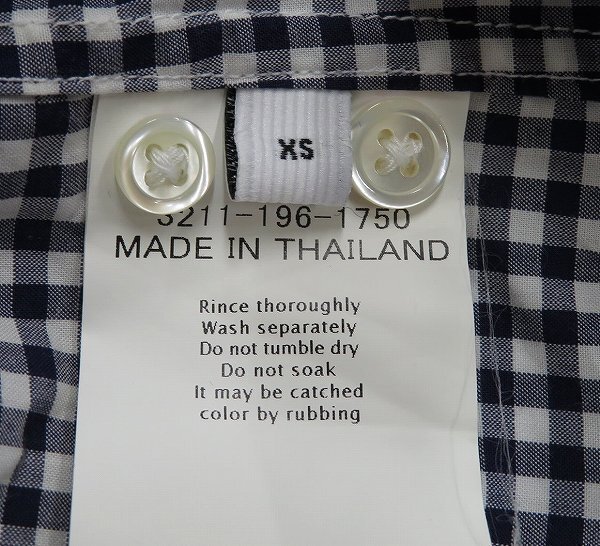 XS
3211-196-1750
MADE IN THAILAND
Rince thoroughly
Wash separately
Do not tumble dry
Do not soak
It may be catched
color by rubbing